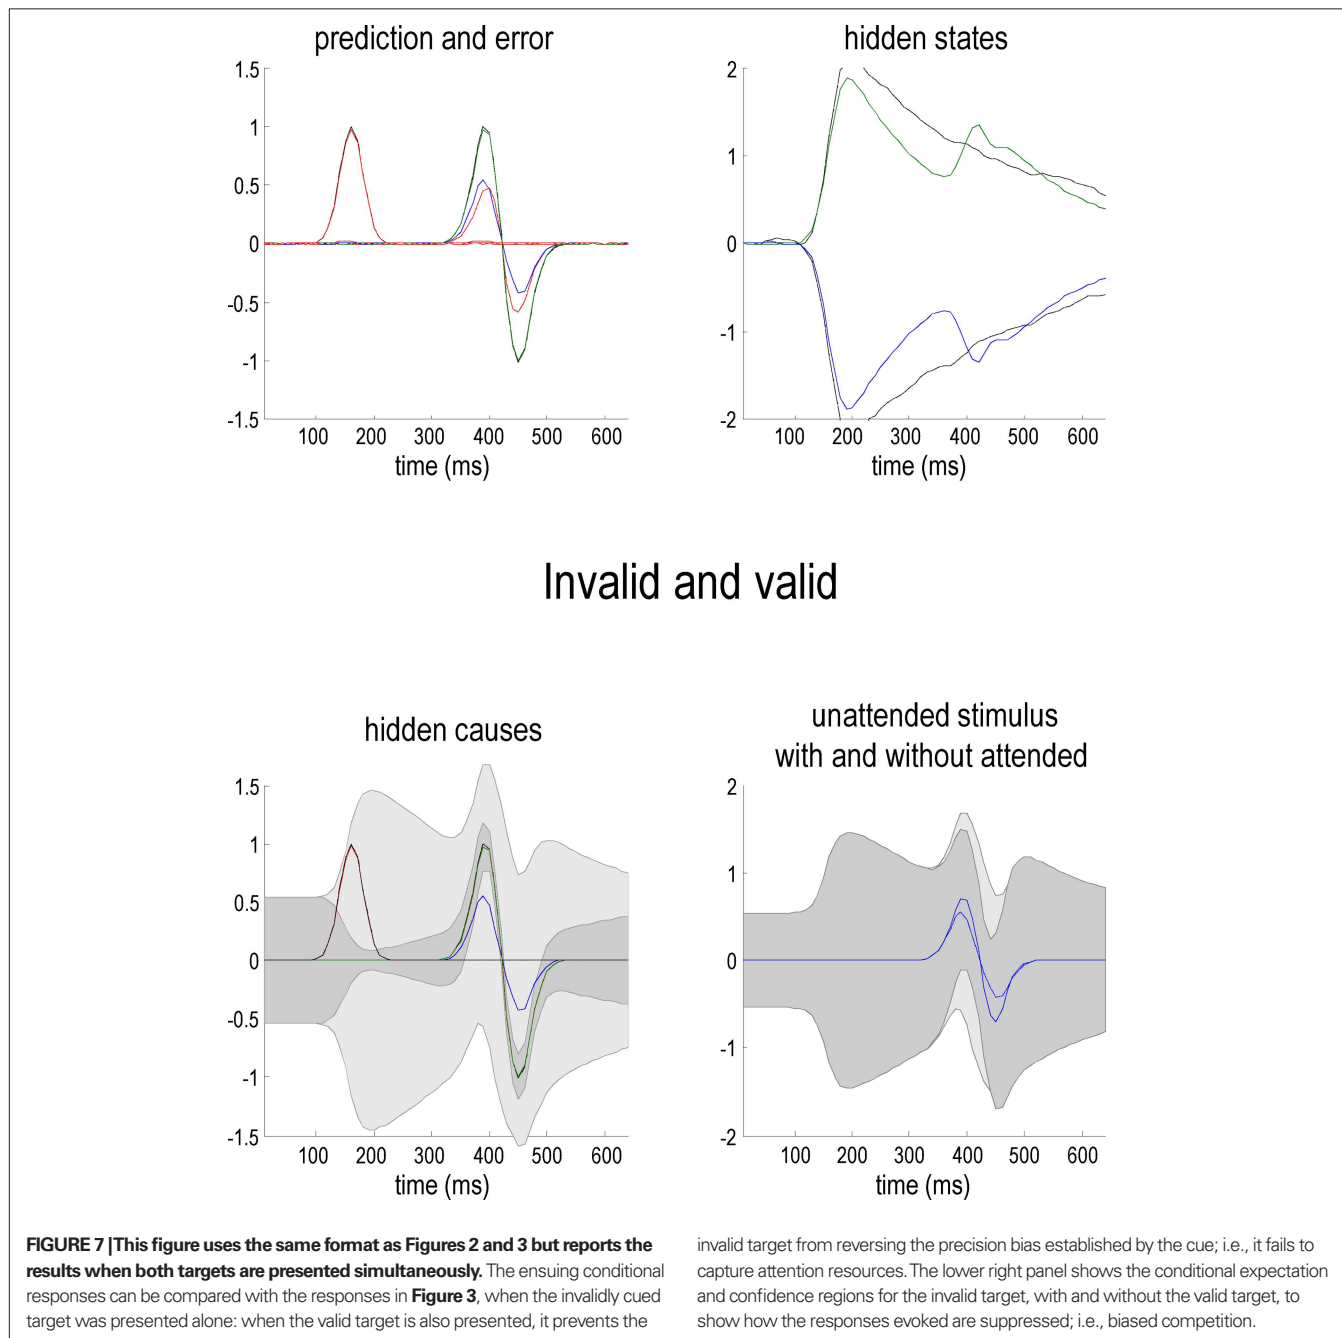 prediction and error
1.5
1
0.5
0
-0.5
-1
-1.5
100 200 300 400 500 600
time (ms)
hidden states
2
1
0
-1
-2
100 200 300 400 500 600
time (ms)
Invalid and valid
hidden causes
1.5
1
0.5
0
-0.5
-1
-1.5
100 200 300 400 500 600
time (ms)
unattended stimulus
with and without attended
2
1
0
-1
-2
100 200 300 400 500 600
time (ms)
FIGURE 7 | This figure uses the same format as Figures 2 and 3 but reports the
results when both targets are presented simultaneously. The ensuing conditional
responses can be compared with the responses in Figure 3, when the invalidly cued
target was presented alone: when the valid target is also presented, it prevents the
invalid target from reversing the precision bias established by the cue; i.e., it fails to
capture attention resources. The lower right panel shows the conditional expectation
and confidence regions for the invalid target, with and without the valid target, to
show how the responses evoked are suppressed; i.e., biased competition.